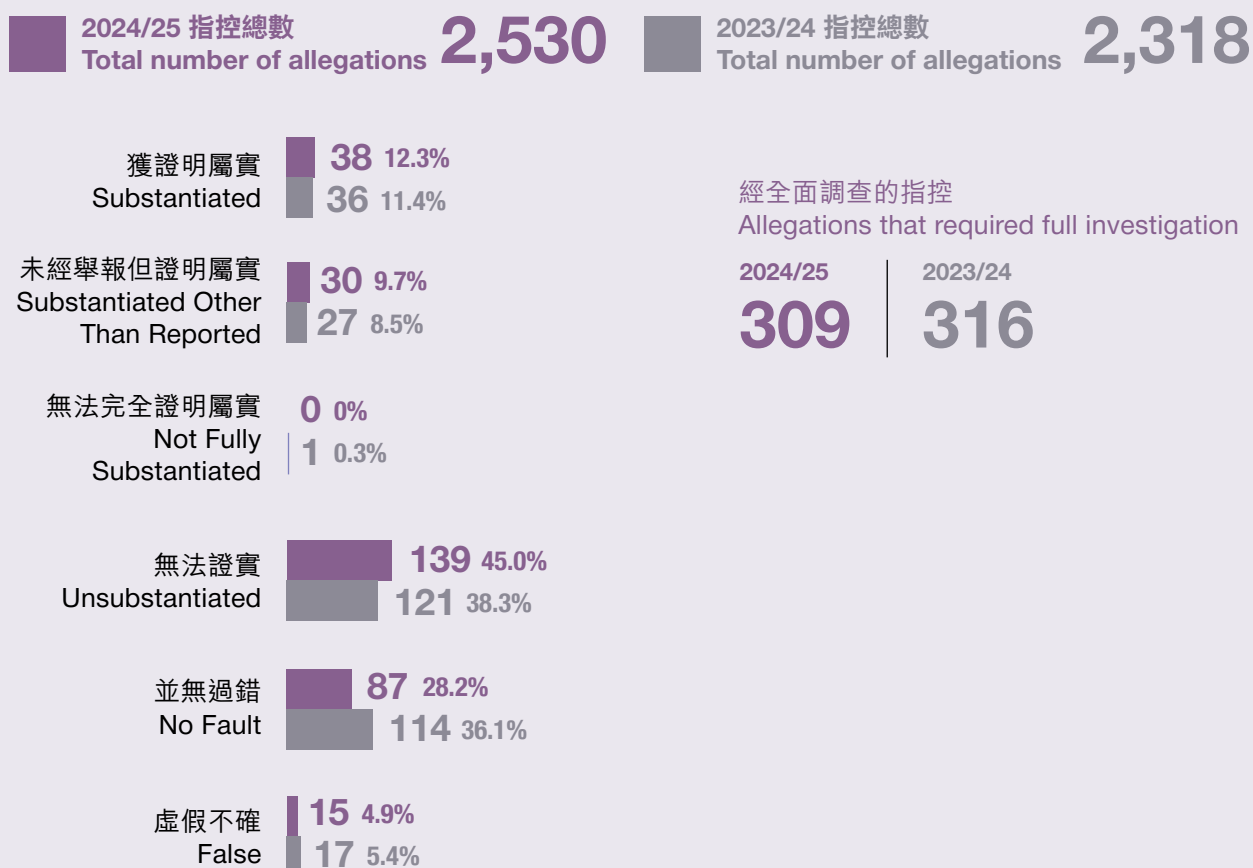 2024/25 指控總數
Total number of allegations 2,530
2023/24 指控總數
Total number of allegations 2,318
獲證明屬實
Substantiated
38 12.3%
36 11.4%
未經舉報但證明屬實
Substantiated Other
Than Reported
30 9.7%
27 8.5%
無法完全證明屬實
Not Fully
Substantiated
0 0%
1 0.3%
無法證實
Unsubstantiated
139 45.0%
121 38.3%
並無過錯
No Fault
87 28.2%
114 36.1%
虛假不確
False
15 4.9%
17 5.4%
經全面調查的指控
Allegations that required full investigation
2024/25
309
2023/24
316